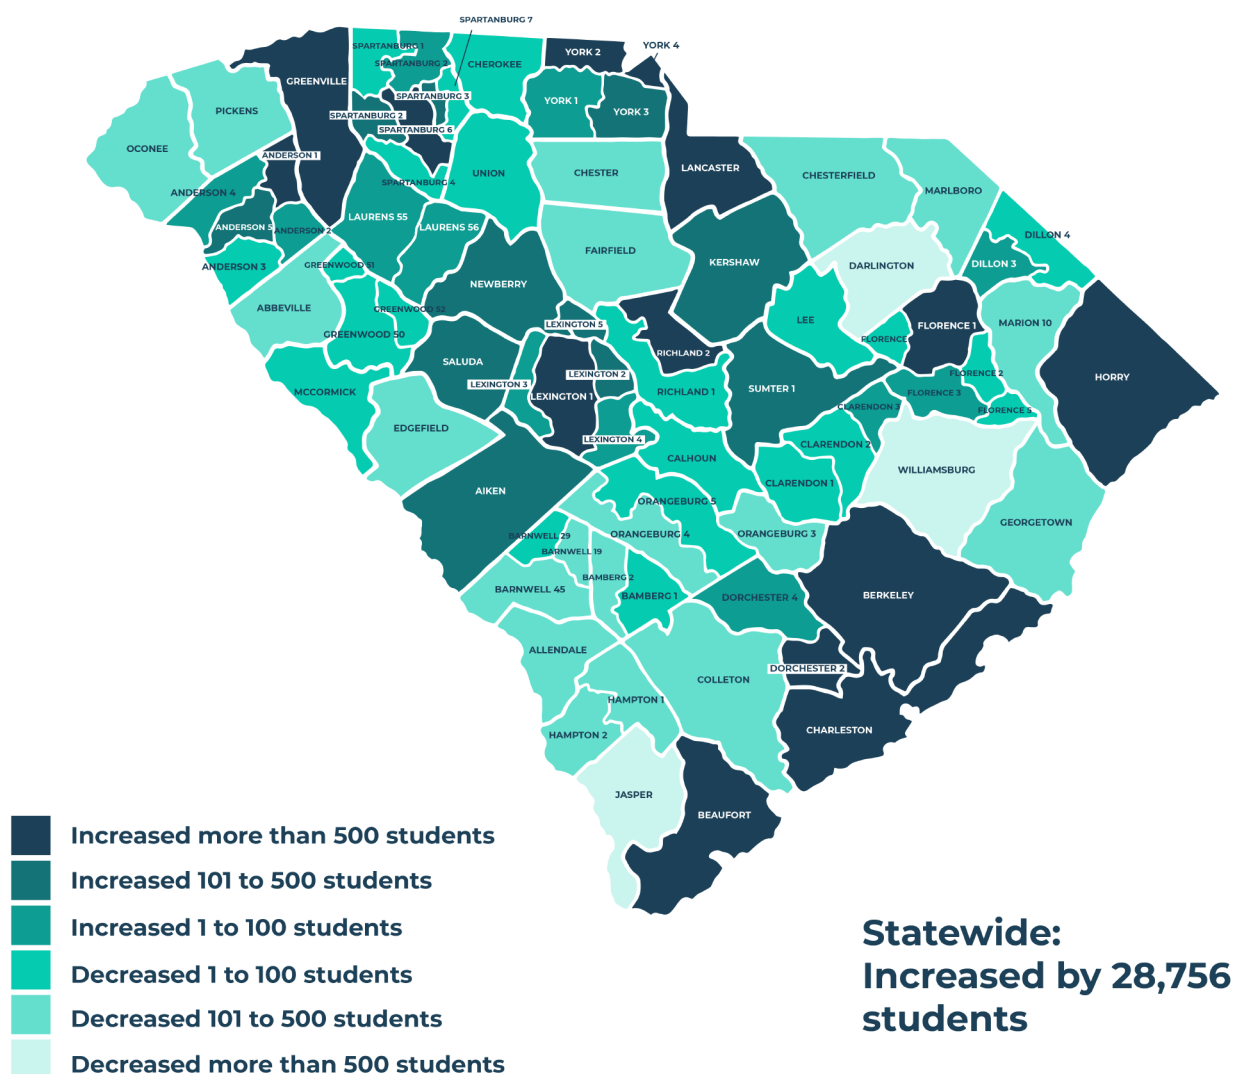 SPARTANBURG 7
SPARTANBURG 1
YORK 2
YORK 4
SPARTANBURG 2
CHEROKEE
GREENVILLE
SPARTANBURG 3
YORK 1
YORK 3
PICKENS
SPARTANBURG 2
SPARTANBURG 6
OCONEE
ANDERSON 1
UNION
CHESTER
LANCASTER
CHESTERFIELD
MARLBORO
ANDERSON 4
SPARTANBURG 4
LAURENS 55
LAURENS 56
ANDERSON 5
ANDERSON 2
DILLON 4
FAIRFIELD
KERSHAW
DARLINGTON
DILLON 3
ANDERSON 3
GREENWOOD 51
NEWBERRY
ABBEVILLE
GREENWOOD 52
LEE
FLORENCE 1
MARION 10
LEXINGTON 5
GREENWOOD 50
FLORENCE
RICHLAND 2
SALUDA
LEXINGTON 2
FLORENCE 2
HORRY
LEXINGTON 3
SUMTER 1
MCCORMICK
RICHLAND 1
FLORENCE 3
LEXINGTON 1
CLARENDON 3
FLORENCE 5
EDGEFIELD
LEXINGTON 4
CLARENDON 2
CALHOUN
WILLIAMSBURG
CLARENDON 1
AIKEN
ORANGEBURG 5
GEORGETOWN
BARNWELL 29
ORANGEBURG 4
ORANGEBURG 3
BARNWELL 19
BAMBERG 2
BARNWELL 45
BAMBERG 1
DORCHESTER 4
BERKELEY
ALLENDALE
DORCHESTER 2
COLLETON
HAMPTON 1
CHARLESTON
HAMPTON 2
JASPER
BEAUFORT
Increased more than 500 students
Increased 101 to 500 students
Increased 1 to 100 students
Decreased 1 to 100 students
Decreased 101 to 500 students
Decreased more than 500 students
Statewide:
Increased by 28,756
students